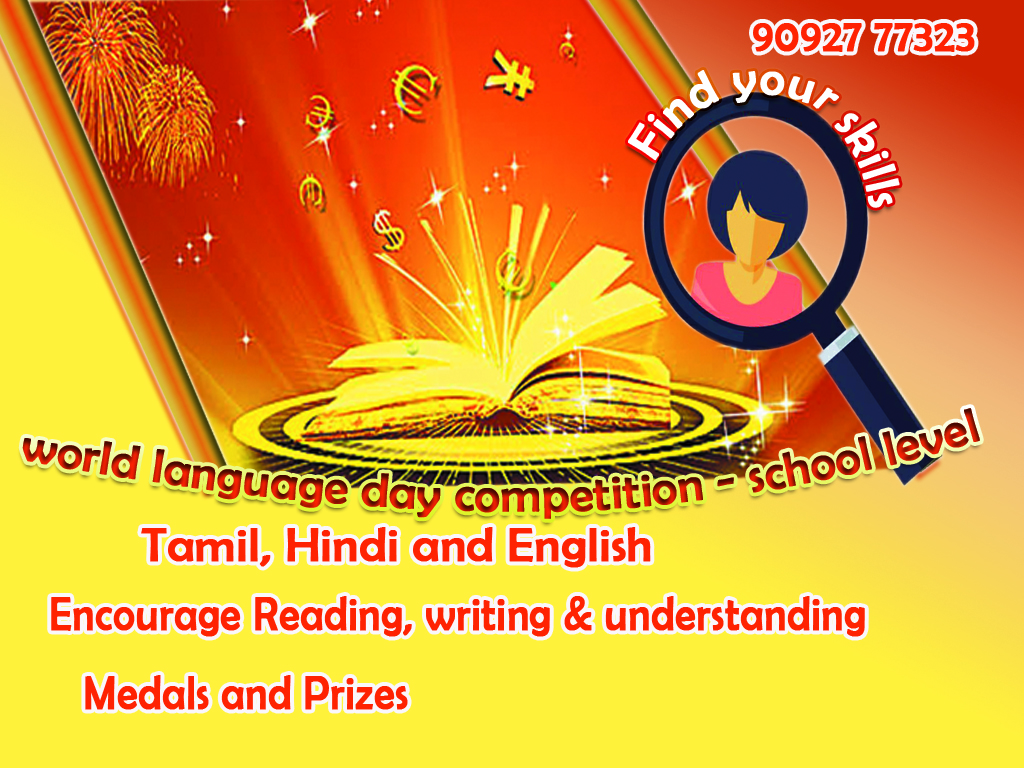 90927 77323
Find your skills
world language day competition - school level
Tamil, Hindi and English
Encourage Reading, writing & understanding
Medals and Prizes